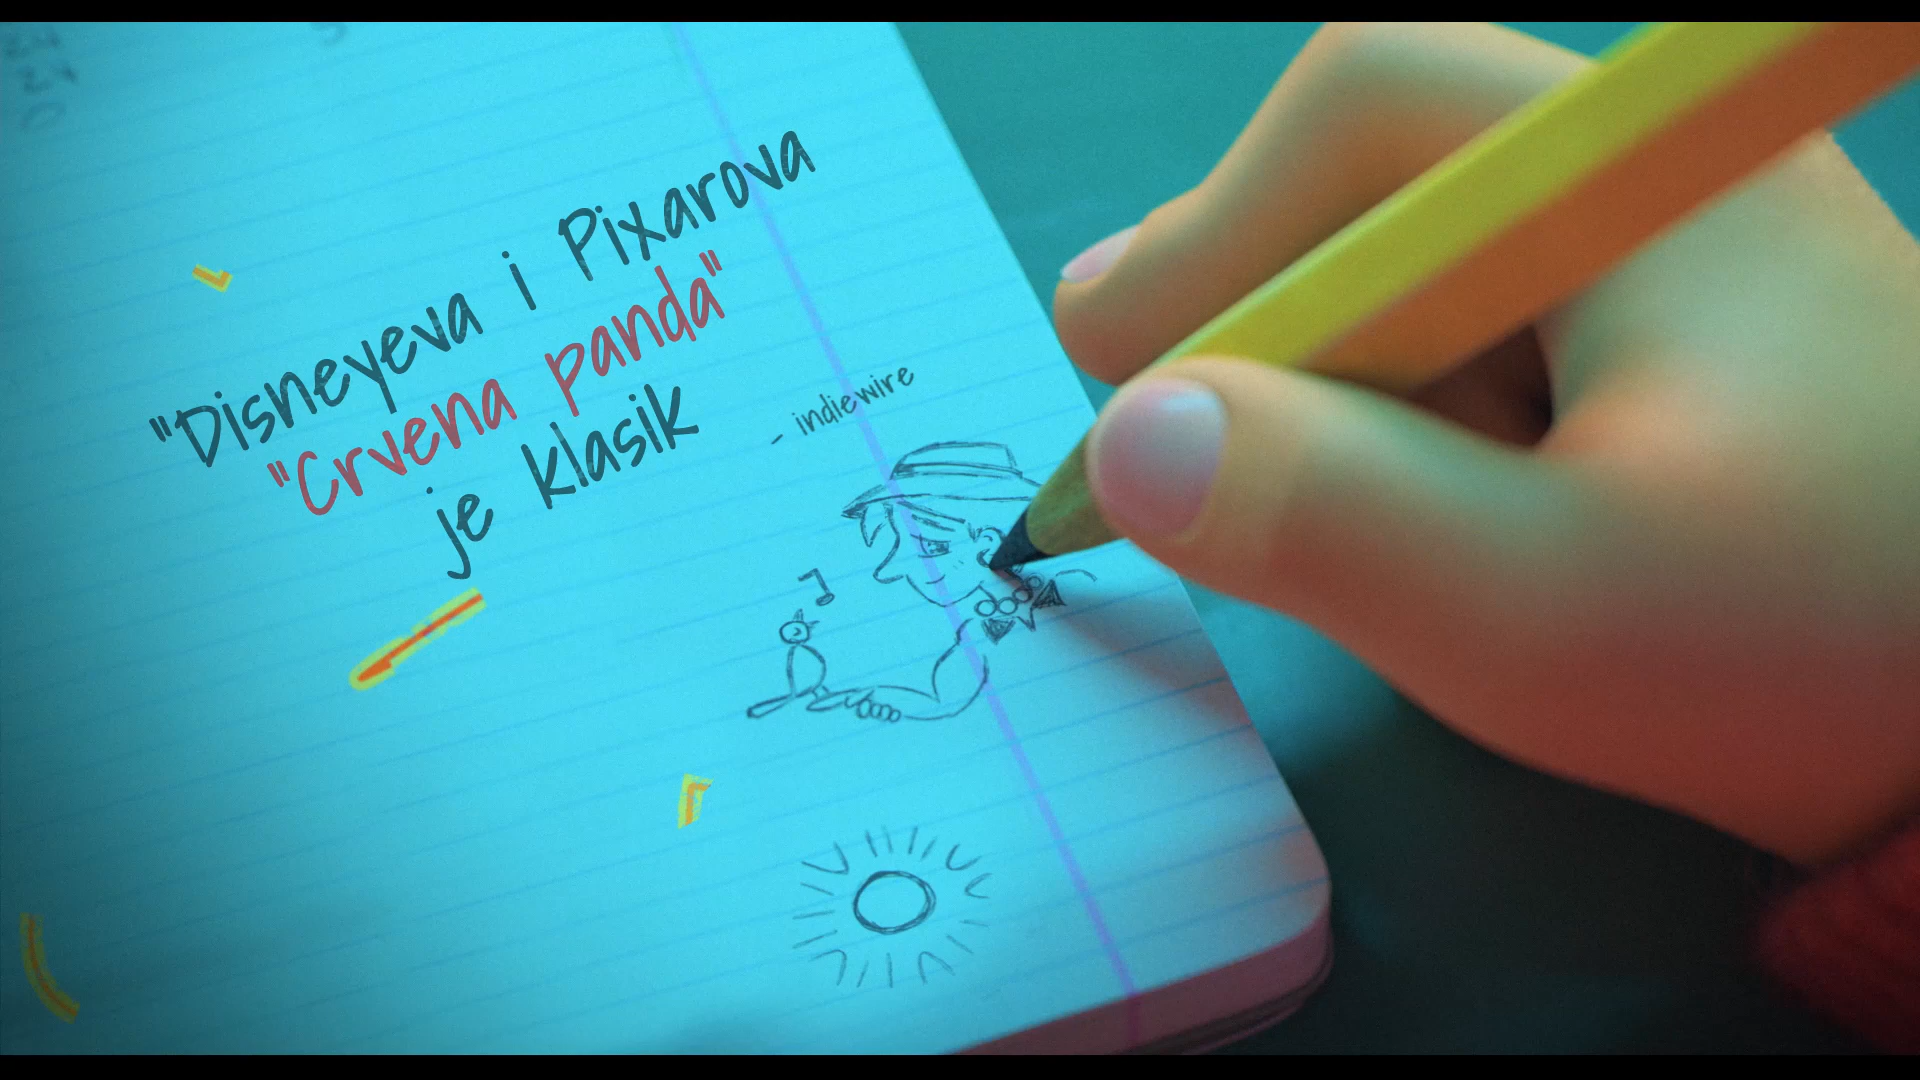 "Disneyeva i Pixarova
"Crvena panda"
je klasik
- indiewire